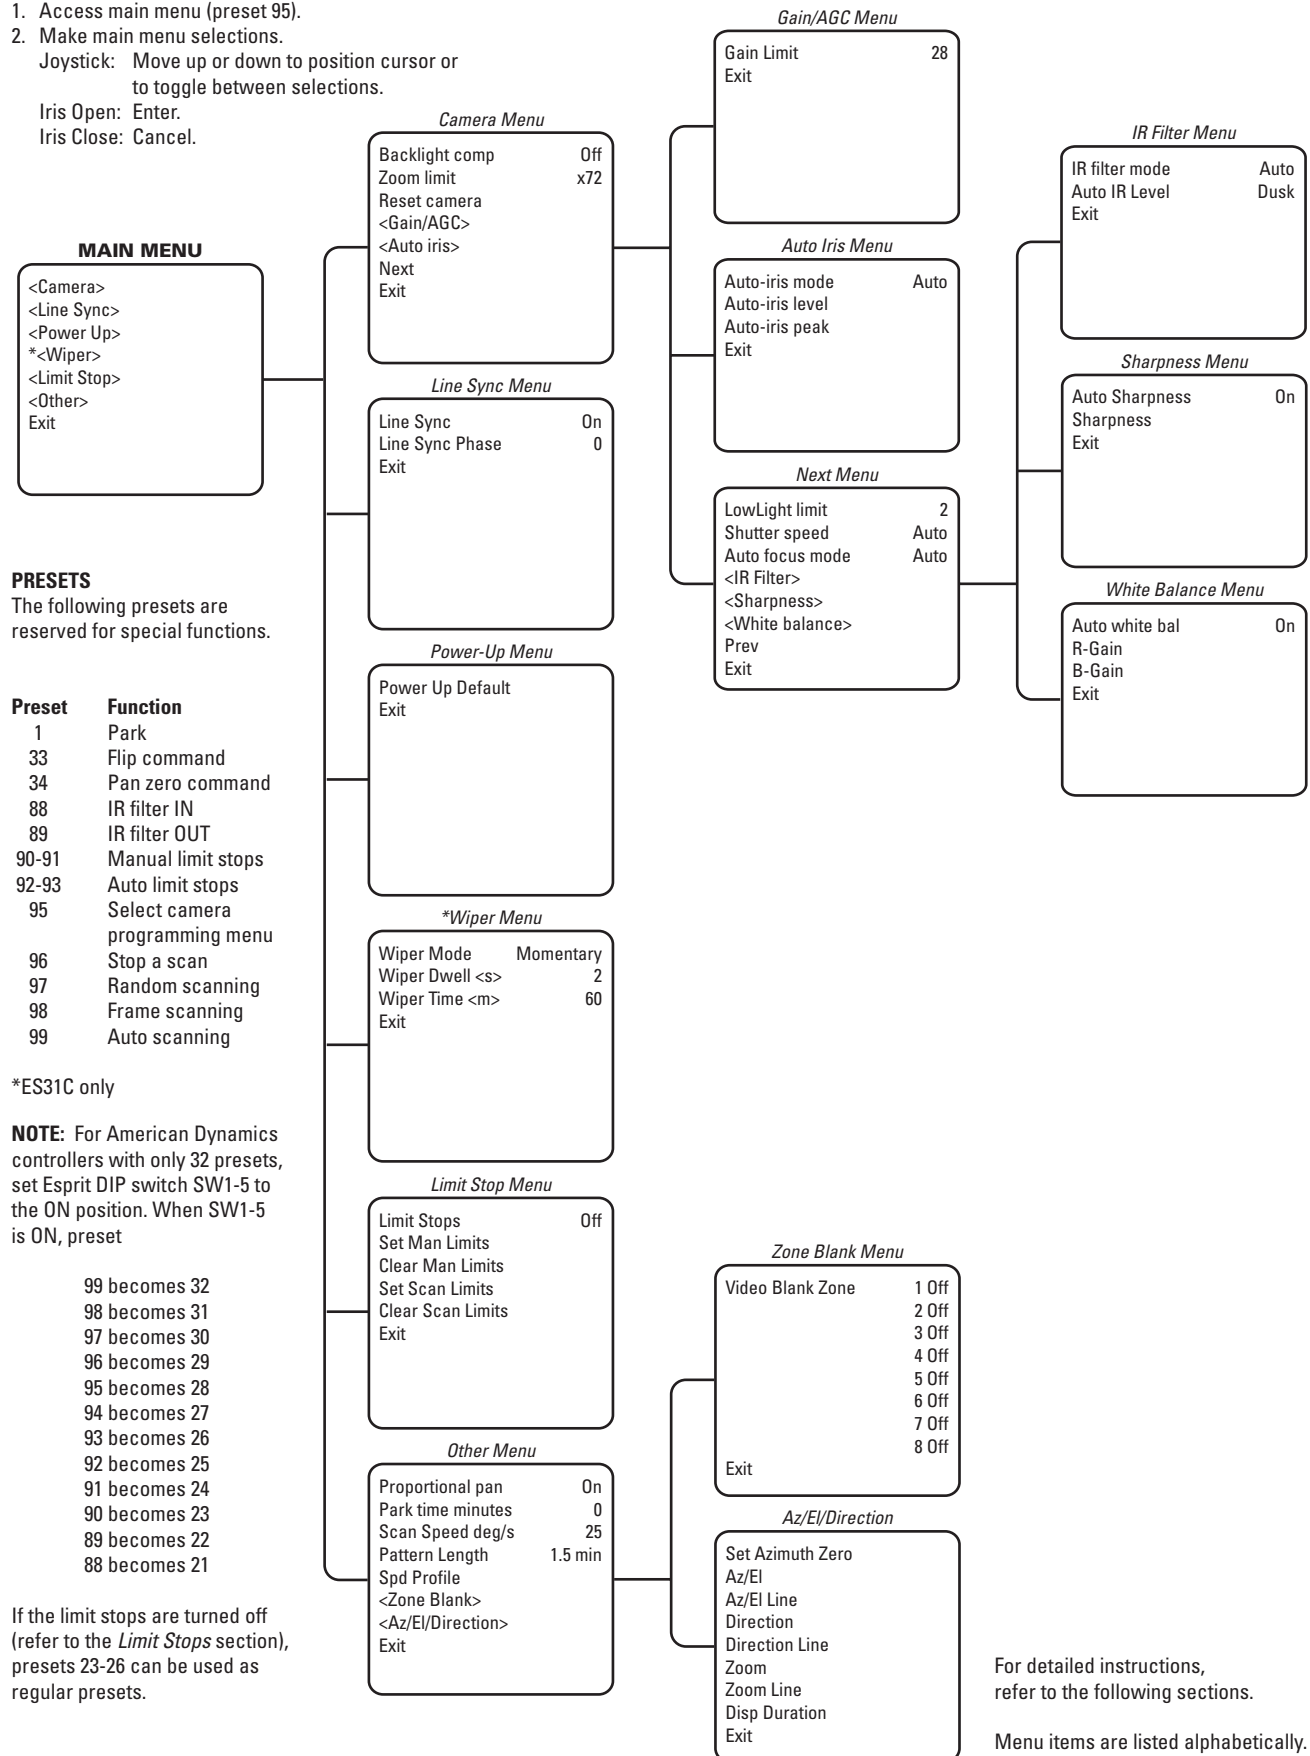 1. Access main menu (preset 95).
2. Make main menu selections.
Joystick: Move up or down to position cursor or
to toggle between selections.
Iris Open: Enter.
Iris Close: Cancel.
MAIN MENU
<Camera>
<Line Sync>
<Power Up>
*<Wiper>
<Limit Stop>
<Other>
Exit
PRESETS
The following presets are
reserved for special functions.
Preset Function
1 Park
33 Flip command
34 Pan zero command
88 IR filter IN
89 IR filter OUT
90-91 Manual limit stops
92-93 Auto limit stops
95 Select camera
programming menu
96 Stop a scan
97 Random scanning
98 Frame scanning
99 Auto scanning
*ES31C only
NOTE: For American Dynamics
controllers with only 32 presets,
set Esprit DIP switch SW1-5 to
the ON position. When SW1-5
is ON, preset
99 becomes 32
98 becomes 31
97 becomes 30
96 becomes 29
95 becomes 28
94 becomes 27
93 becomes 26
92 becomes 25
91 becomes 24
90 becomes 23
89 becomes 22
88 becomes 21
If the limit stops are turned off
(refer to the Limit Stops section),
presets 23-26 can be used as
regular presets.
Camera Menu
Backlight comp Off
Zoom limit x72
Reset camera
<Gain/AGC>
<Auto iris>
Next
Exit
Line Sync Menu
Line Sync On
Line Sync Phase 0
Exit
Power-Up Menu
Power Up Default
Exit
*Wiper Menu
Wiper Mode Momentary
Wiper Dwell <s> 2
Wiper Time <m> 60
Exit
Limit Stop Menu
Limit Stops Off
Set Man Limits
Clear Man Limits
Set Scan Limits
Clear Scan Limits
Exit
Other Menu
Proportional pan On
Park time minutes 0
Scan Speed deg/s 25
Pattern Length 1.5 min
Spd Profile
<Zone Blank>
<Az/El/Direction>
Exit
Gain/AGC Menu
Gain Limit 28
Exit
Auto Iris Menu
Auto-iris mode Auto
Auto-iris level
Auto-iris peak
Exit
Next Menu
LowLight limit 2
Shutter speed Auto
Auto focus mode Auto
<IR Filter>
<Sharpness>
<White balance>
Prev
Exit
Zone Blank Menu
Video Blank Zone 1 Off
2 Off
3 Off
4 Off
5 Off
6 Off
7 Off
8 Off
Exit
Az/El/Direction
Set Azimuth Zero
Az/El
Az/El Line
Direction
Direction Line
Zoom
Zoom Line
Disp Duration
Exit
IR Filter Menu
IR filter mode Auto
Auto IR Level Dusk
Exit
Sharpness Menu
Auto Sharpness On
Sharpness
Exit
White Balance Menu
Auto white bal On
R-Gain
B-Gain
Exit
For detailed instructions,
refer to the following sections.
Menu items are listed alphabetically.